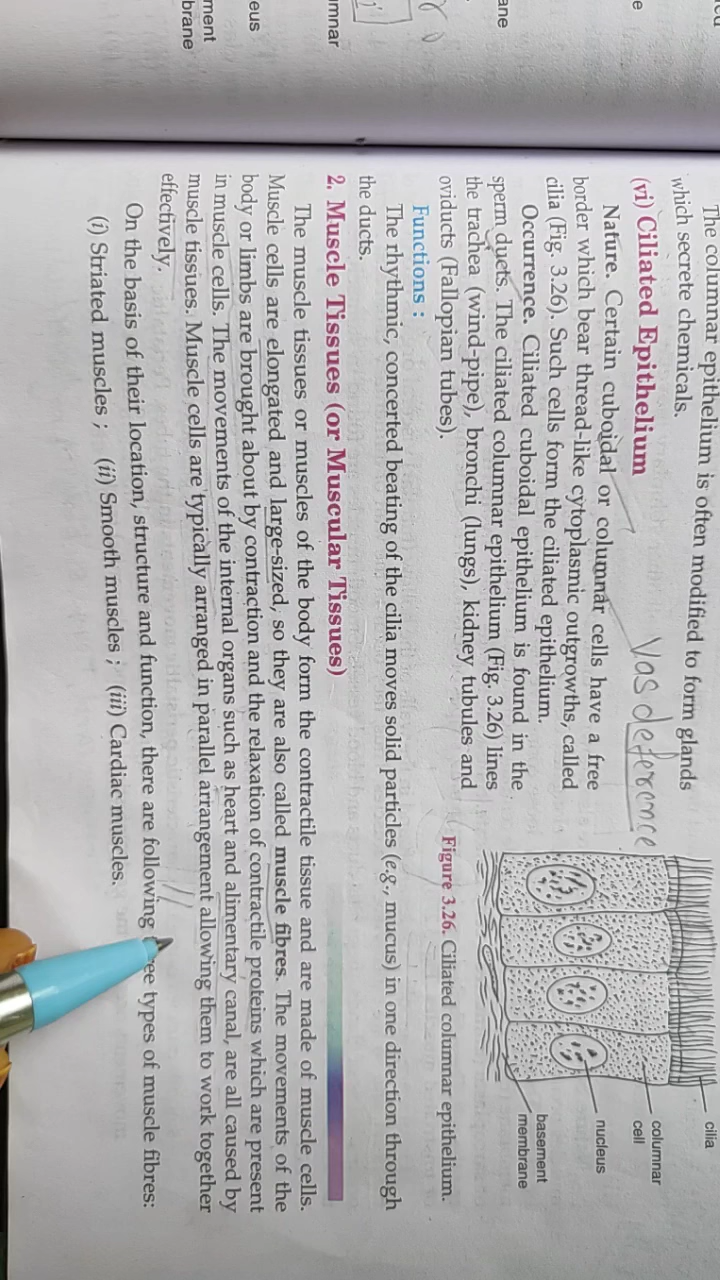 The columnar epithelium is often modified to form glands
which secrete chemicals.
(vi) Ciliated Epithelium
Vas deference
Nature. Certain cuboidal or columnar cells have a free
border which bear thread-like cytoplasmic outgrowths, called
cilia (Fig. 3.26). Such cells form the ciliated epithelium.
Occurrence. Ciliated cuboidal epithelium is found in the
sperm ducts. The ciliated columnar epithelium (Fig. 3.26) lines
the trachea (wind-pipe), bronchi (lungs), kidney tubules and
oviducts (Fallopian tubes).
cilia
columnar
cell
nucleus
basement
membrane
Figure 3.26. Ciliated columnar epithelium.
Functions :
The rhythmic, concerted beating of the cilia moves solid particles (e.g., mucus) in one direction through
the ducts.
2. Muscle Tissues (or Muscular Tissues)
The muscle tissues or muscles of the body form the contractile tissue and are made of muscle cells.
Muscle cells are elongated and large-sized, so they are also called muscle fibres. The movements of the
body or limbs are brought about by contraction and the relaxation of contractile proteins which are present
in muscle cells. The movements of the internal organs such as heart and alimentary canal, are all caused by
muscle tissues. Muscle cells are typically arranged in parallel arrangement allowing them to work together
effectively.
On the basis of their location, structure and function, there are following types of muscle fibres:
(i) Striated muscles ; (ii) Smooth muscles ; (iii) Cardiac muscles.